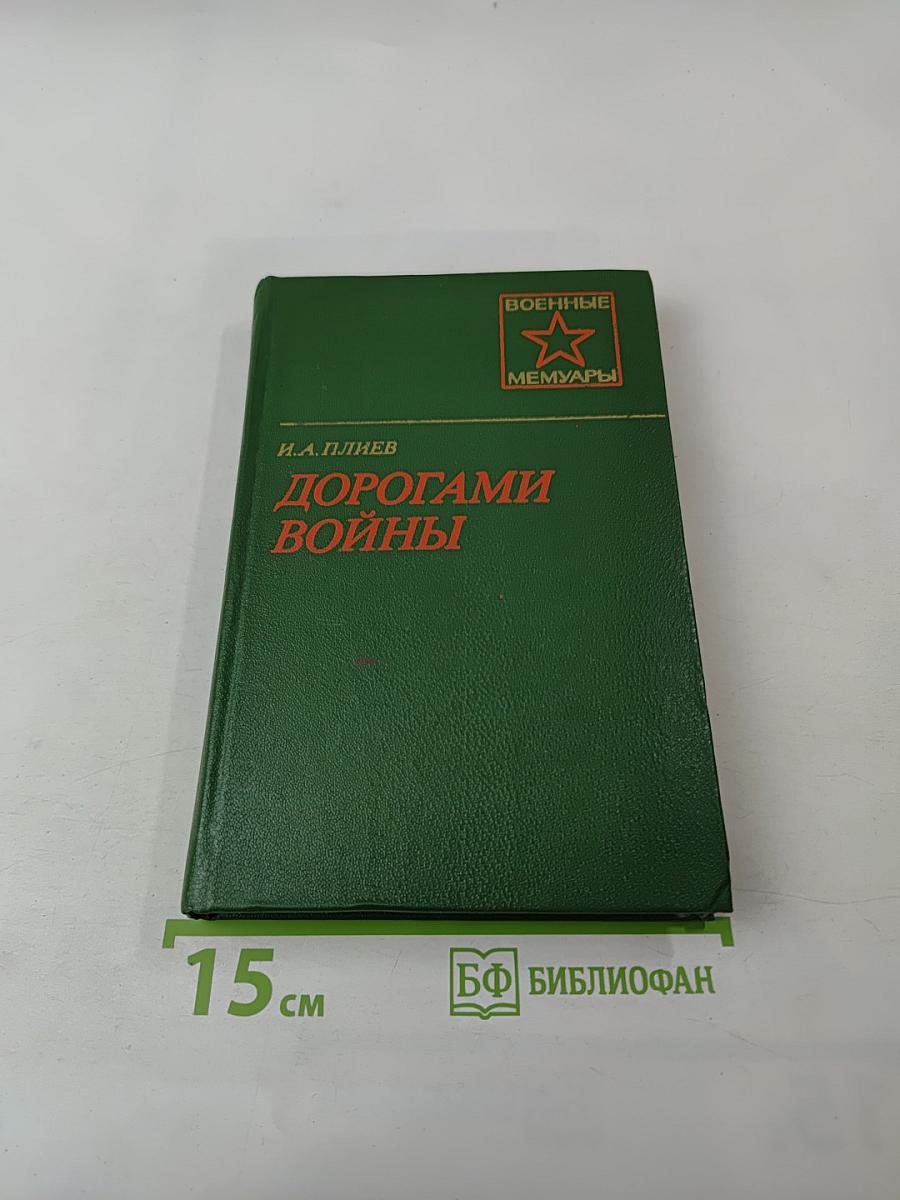 ВОЕННЫЕ
МЕМУАРЫ
И.А.ПЛИЕВ
ДОРОГАМИ
ВОЙНЫ
15 см
БФ БИБЛИОФАН